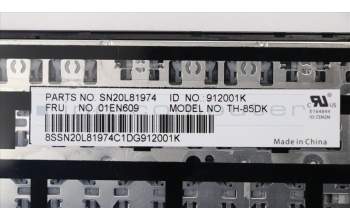 PARTS NO. SN20L81974 ID NO. 912001K
FRU NO. 01EN609 MODEL NO. TH-85DK
8SSN20L81974C1DG912001K
Made in China